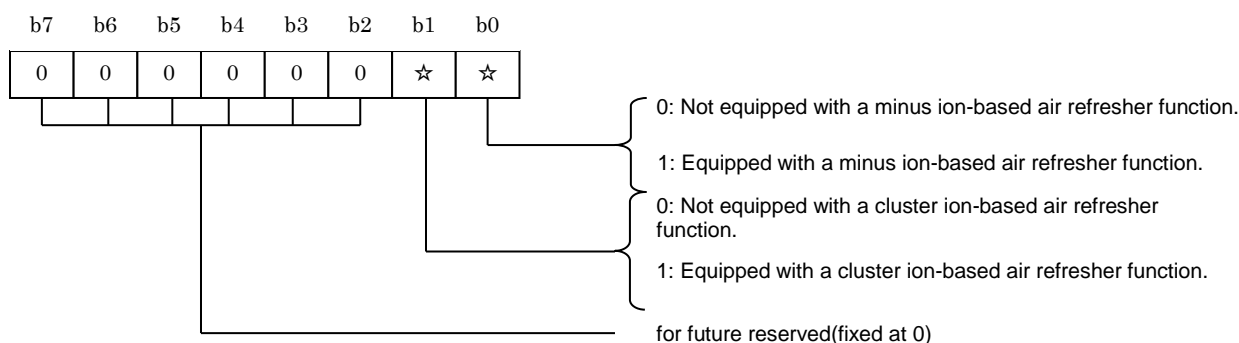 b7 b6 b5 b4 b3 b2 b1 b0
0 0 0 0 0 0 ☆ ☆
0: Not equipped with a minus ion-based air refresher function.
1: Equipped with a minus ion-based air refresher function.
0: Not equipped with a cluster ion-based air refresher
function.
1: Equipped with a cluster ion-based air refresher function.
for future reserved(fixed at 0)